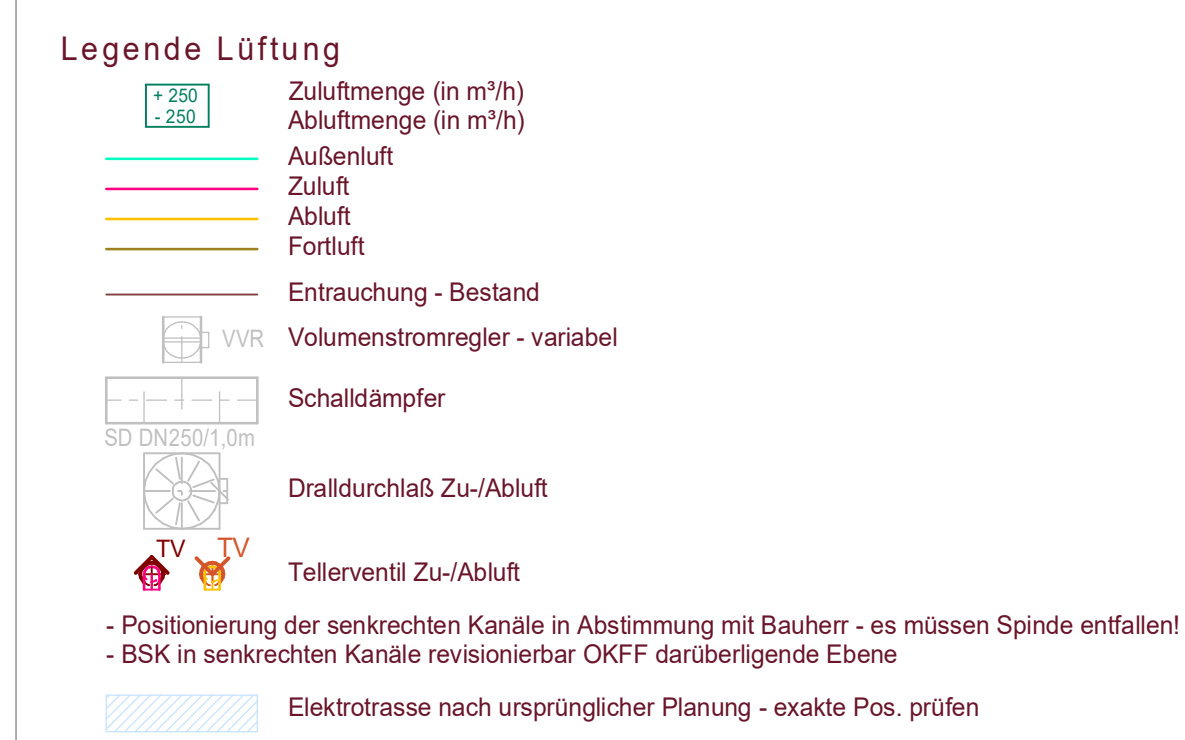 Legende Lüftung
+ 250
- 250
Zuluftmenge (in m³/h)
Abluftmenge (in m³/h)
Außenluft
Zuluft
Abluft
Fortluft
Entrauchung - Bestand
VVR Volumenstromregler - variabel
Schalldämpfer
SD DN250/1,0m
Dralldurchlaß Zu-/Abluft
TV TV
Tellerventil Zu-/Abluft
- Positionierung der senkrechten Kanäle in Abstimmung mit Bauherr - es müssen Spinde entfallen!
- BSK in senkrechten Kanäle revisionierbar OKFF darüberligende Ebene
Elektrotrasse nach ursprünglicher Planung - exakte Pos. prüfen